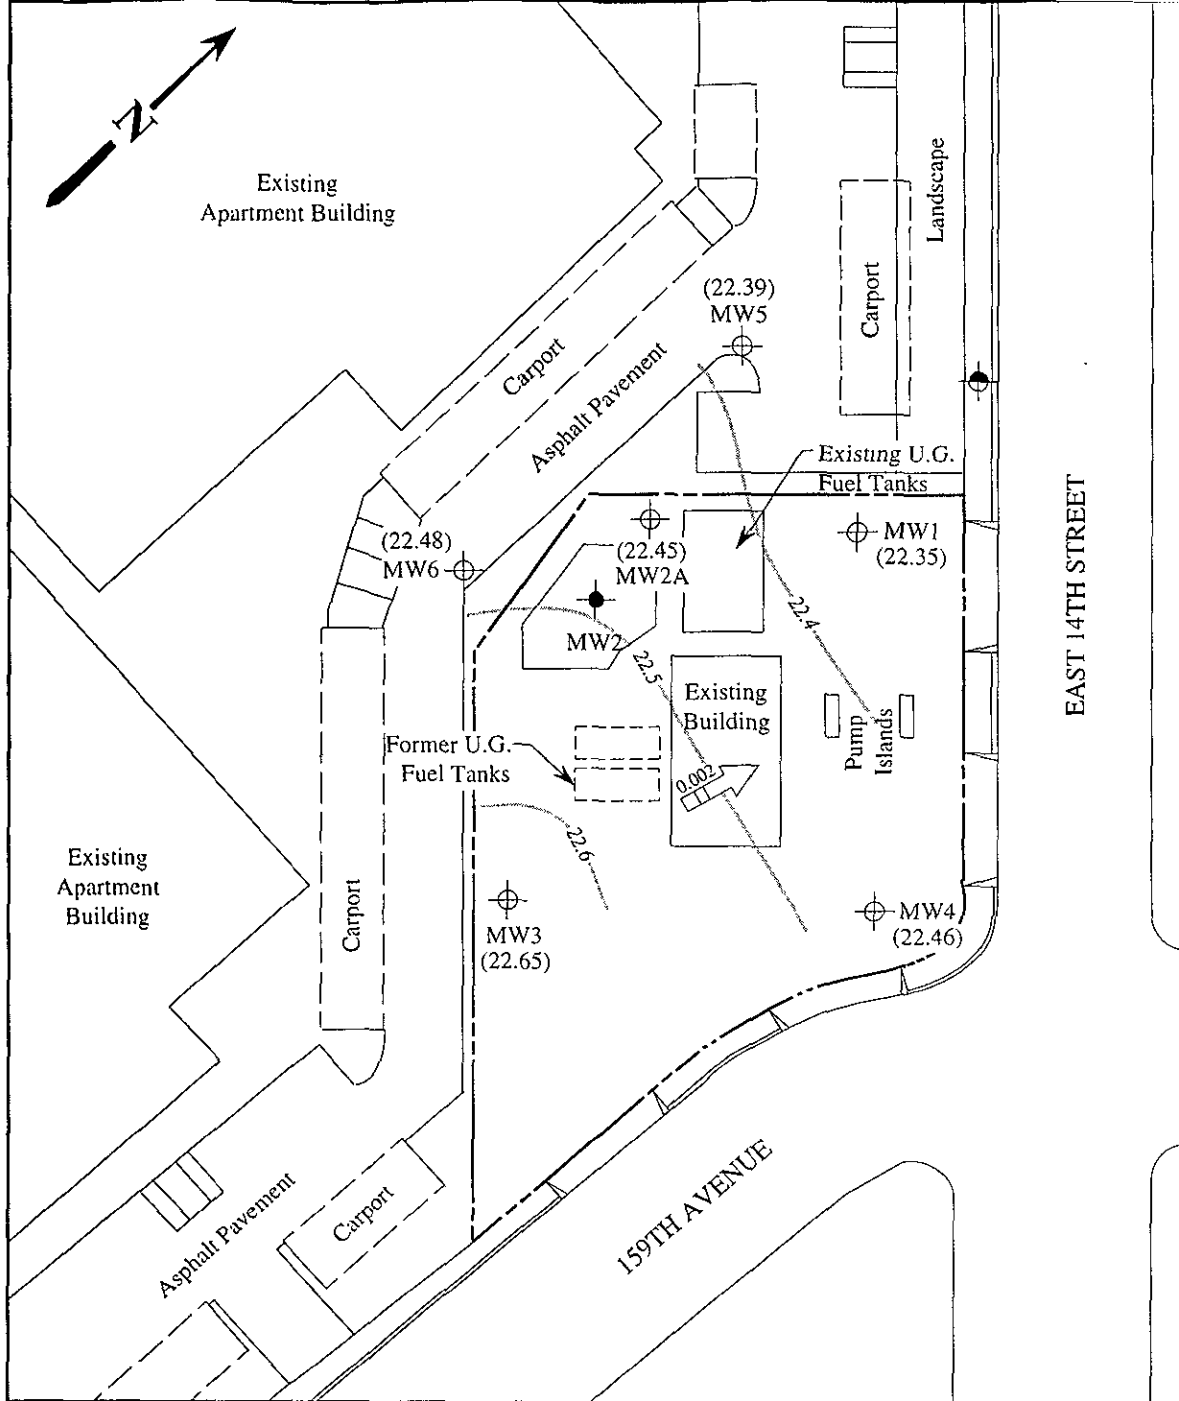 N
Existing
Apartment Building
Landscape
Carport
(22.39)
MW5
Carport
Asphalt Pavement
Existing U.G.
Fuel Tanks
(22.48)
MW6
(22.45)
MW2A
MW1
(22.35)
MW2
22.4
22.5
EAST 14TH STREET
Existing
Building
Pump
Islands
Former U.G.
Fuel Tanks
0.002
22.6
Existing
Apartment
Building
Carport
MW3
(22.65)
MW4
(22.46)
159TH AVENUE
Asphalt Pavement
Carport